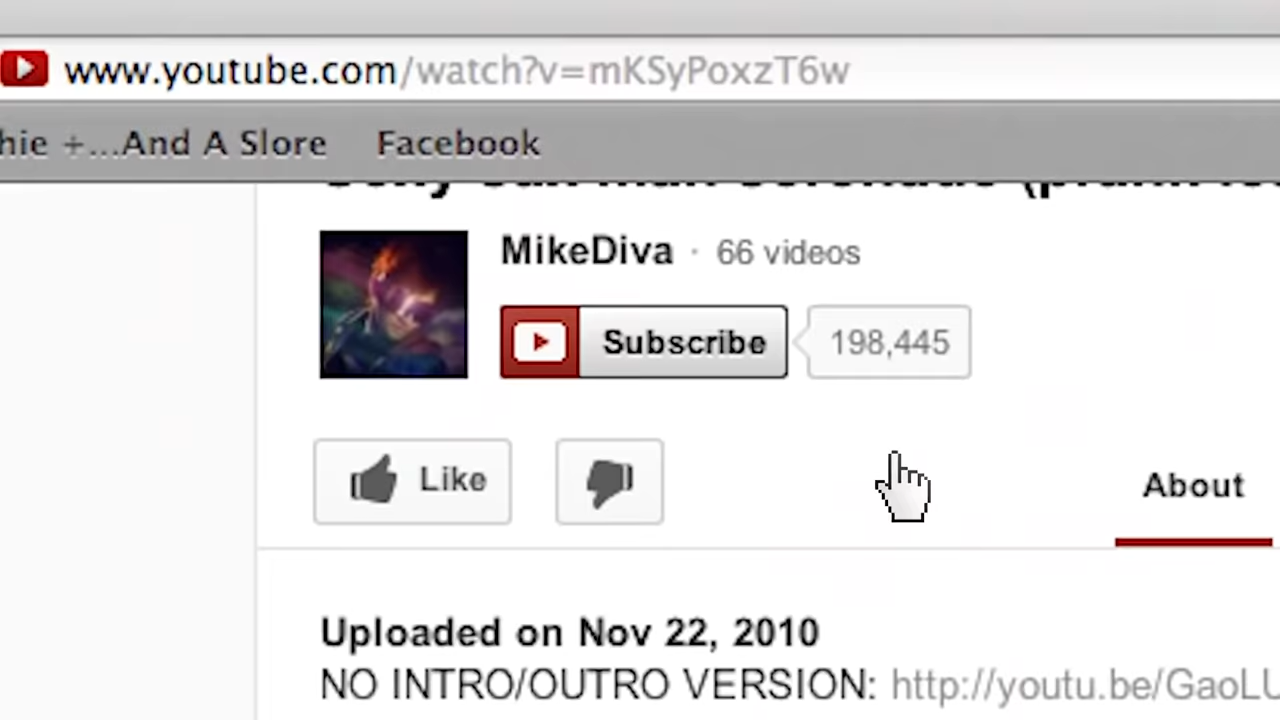 www.youtube.com/watch?v=mKSyPoxzT6w
hie +...And A Slore Facebook
MikeDiva · 66 videos
Subscribe 198,445
Like
About
Uploaded on Nov 22, 2010
NO INTRO/OUTRO VERSION: http://youtu.be/GaoLU